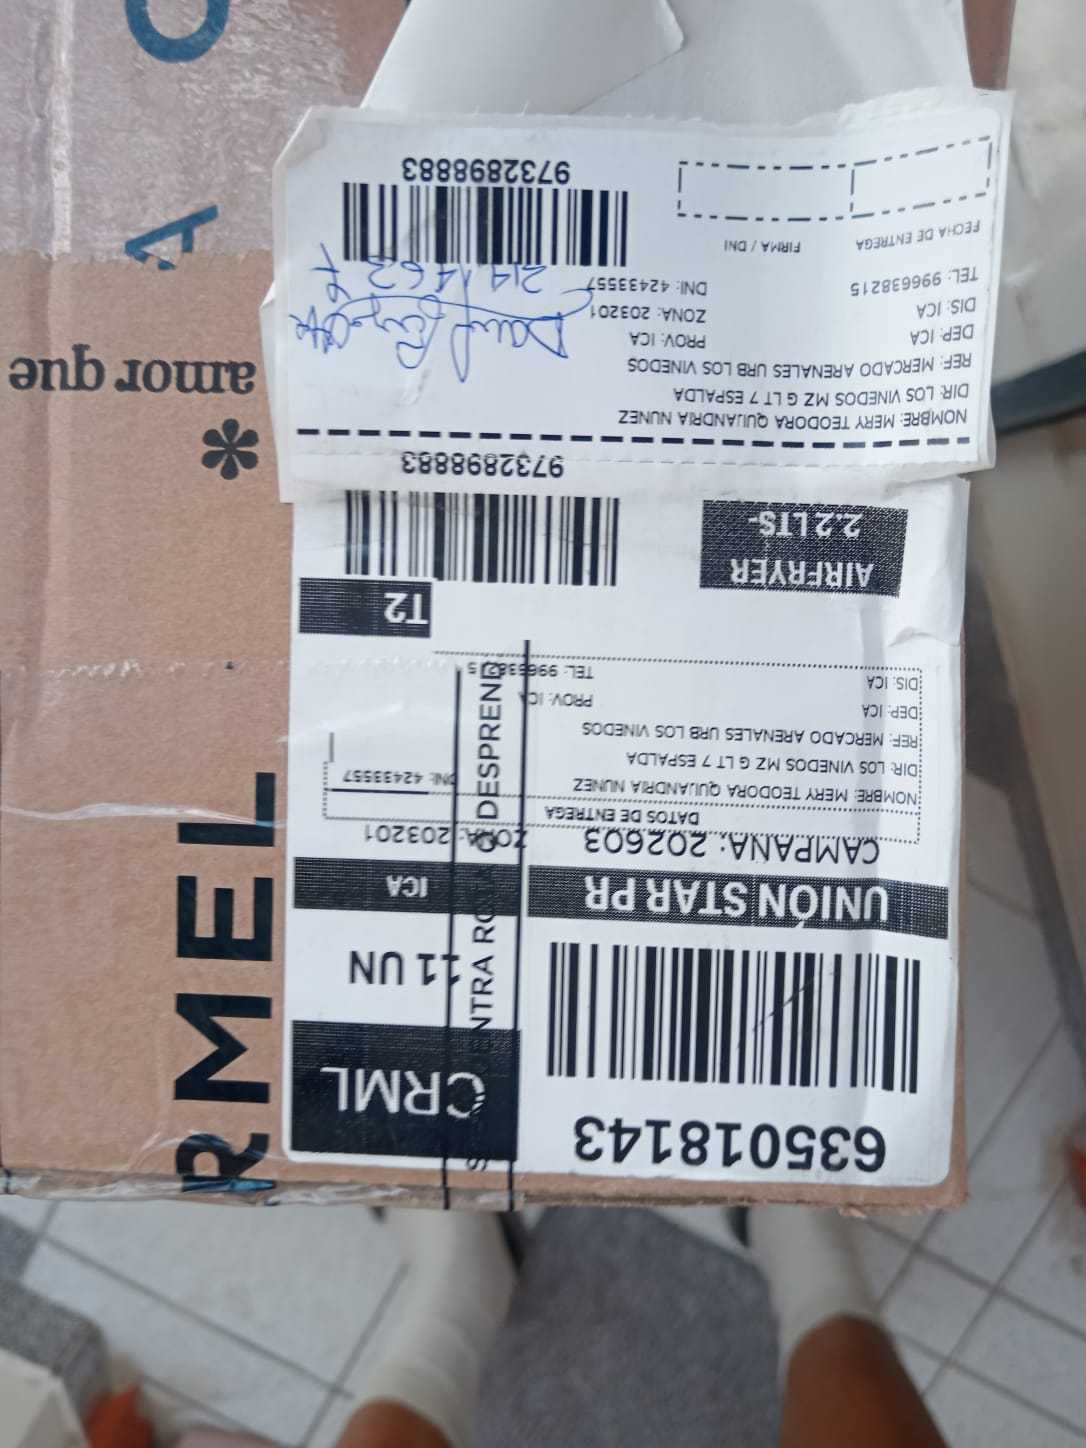 635018143
CRML
11 UN
UNIÓN STAR PR
ICA
CAMPAÑA: 202603
ZONA: 203201
DATOS DE ENTREGA
NOMBRE: MERY TEODORA QUIJANDRIA NUNEZ
DNI: 42433557
DIR: LOS VINEDOS MZ G LT 7 ESPALDA
REF: MERCADO ARENALES URB LOS VINEDOS
DEP: ICA PROV: ICA
DIS: ICA TEL: 996638215
T2
AIRFRYER
2.2 LTS-
9732898883
NOMBRE: MERY TEODORA QUIJANDRIA NUNEZ
DIR: LOS VINEDOS MZ G LT 7 ESPALDA
REF: MERCADO ARENALES URB LOS VINEDOS
DEP: ICA PROV: ICA
DIS: ICA ZONA: 203201
TEL: 996638215 DNI: 42433557
FECHA DE ENTREGA FIRMA / DNI
9732898883
RMEL
* amor que